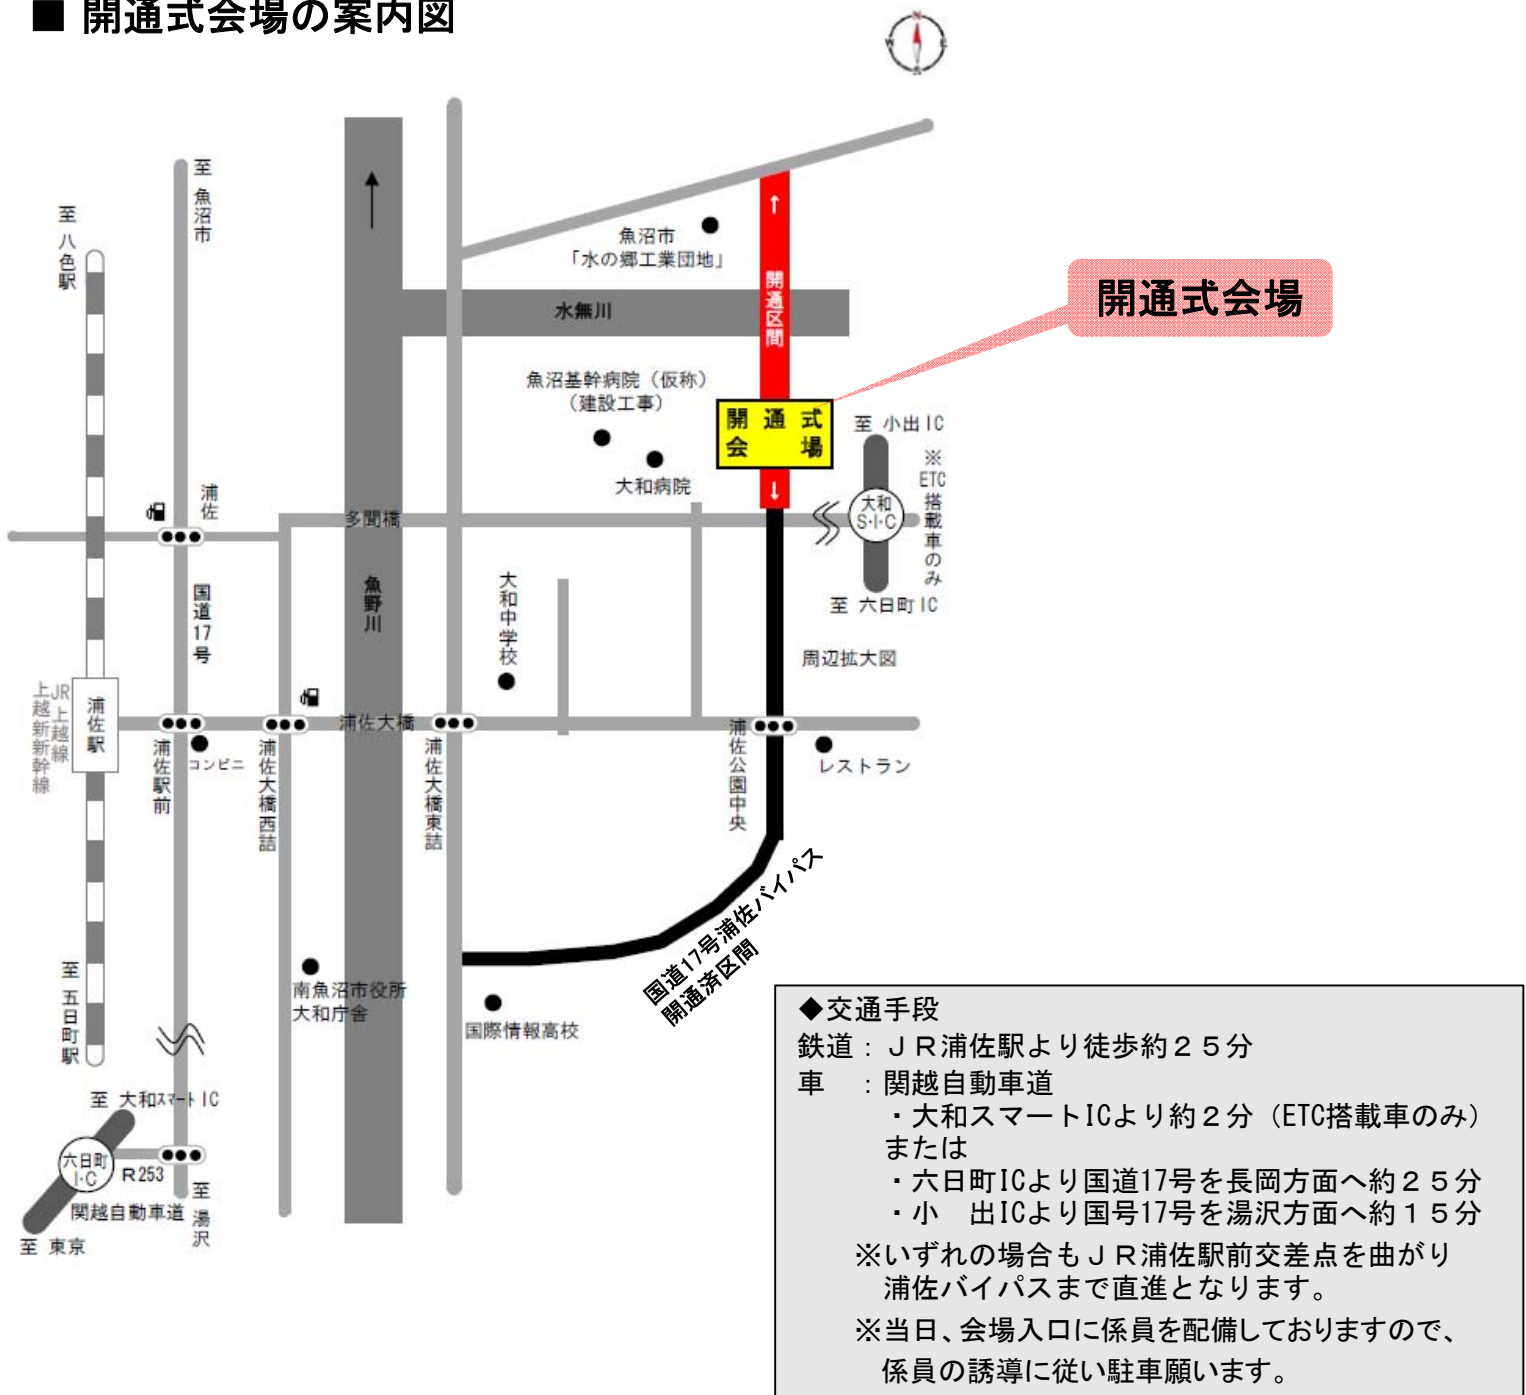 ■ 開通式会場の案内図
N
W
E
S
至 魚沼市
至 八色駅
魚沼市
「水の郷工業団地」
↑
開通区間
開通式会場
水無川
魚沼基幹病院（仮称）
（建設工事）
開通式
会場
↓
至 小出IC
※ETC搭載車のみ
大和
S・I・C
至 六日町IC
大和病院
浦佐
多聞橋
魚野川
国道17号
大和中学校
周辺拡大図
JR上越線
上越新新幹線
浦佐駅
浦佐大橋
浦佐駅前
コンビニ
浦佐大橋西詰
浦佐大橋東詰
浦佐公園中央
レストラン
国道17号浦佐バイパス
開通済区間
至 五日町駅
南魚沼市役所
大和庁舎
国際情報高校
至 大和スマートIC
六日町
I・C
R253
関越自動車道
至 湯沢
至 東京
◆交通手段
鉄道：ＪＲ浦佐駅より徒歩約２５分
車　：関越自動車道
・大和スマートICより約２分（ETC搭載車のみ）
または
・六日町ICより国道17号を長岡方面へ約２５分
・小　出ICより国号17号を湯沢方面へ約１５分
※いずれの場合もＪＲ浦佐駅前交差点を曲がり
浦佐バイパスまで直進となります。
※当日、会場入口に係員を配備しておりますので、
係員の誘導に従い駐車願います。